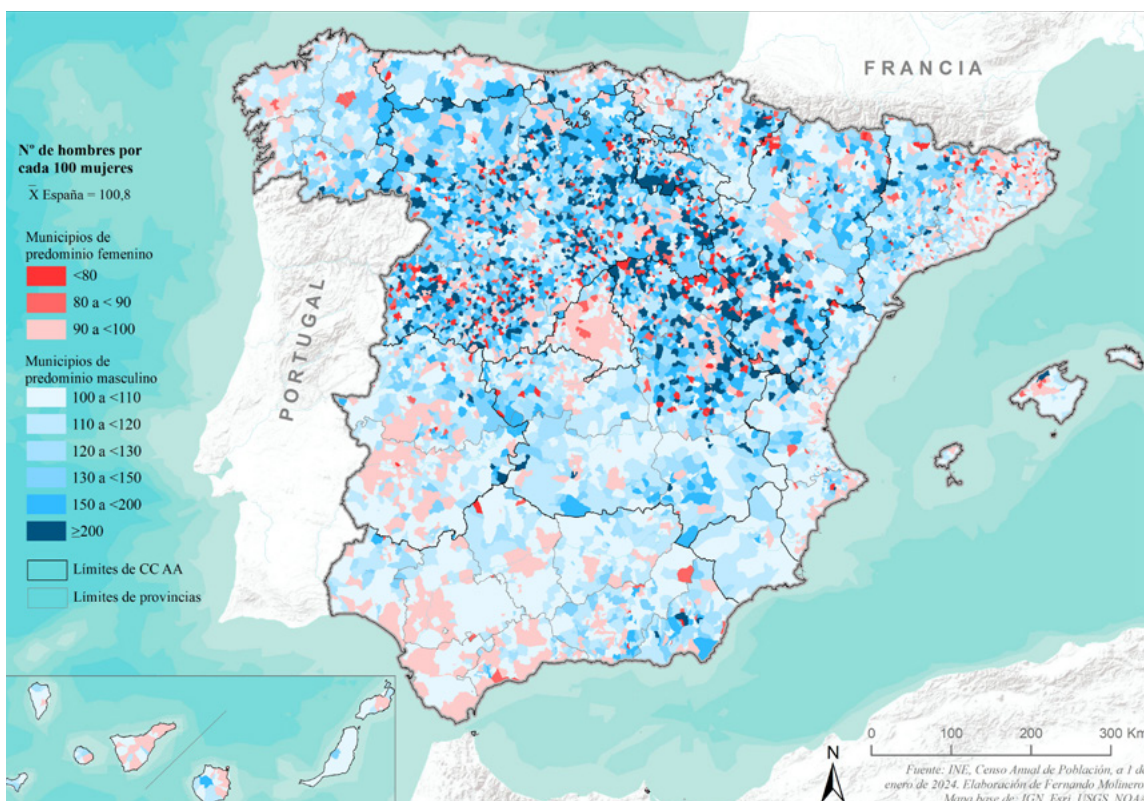 FRANCIA
PORTUGAL
Nº de hombres por
cada 100 mujeres
X̅ España = 100,8
Municipios de
predominio femenino
<80
80 a < 90
90 a <100
Municipios de
predominio masculino
100 a <110
110 a <120
120 a <130
130 a <150
150 a <200
≥200
Límites de CC AA
Límites de provincias
N
0 100 200 300 Km
Fuente: INE, Censo Anual de Población, a 1 de
enero de 2024. Elaboración de Fernando Molinero
Mapa base de: IGN, Esri, USGS, NOAA